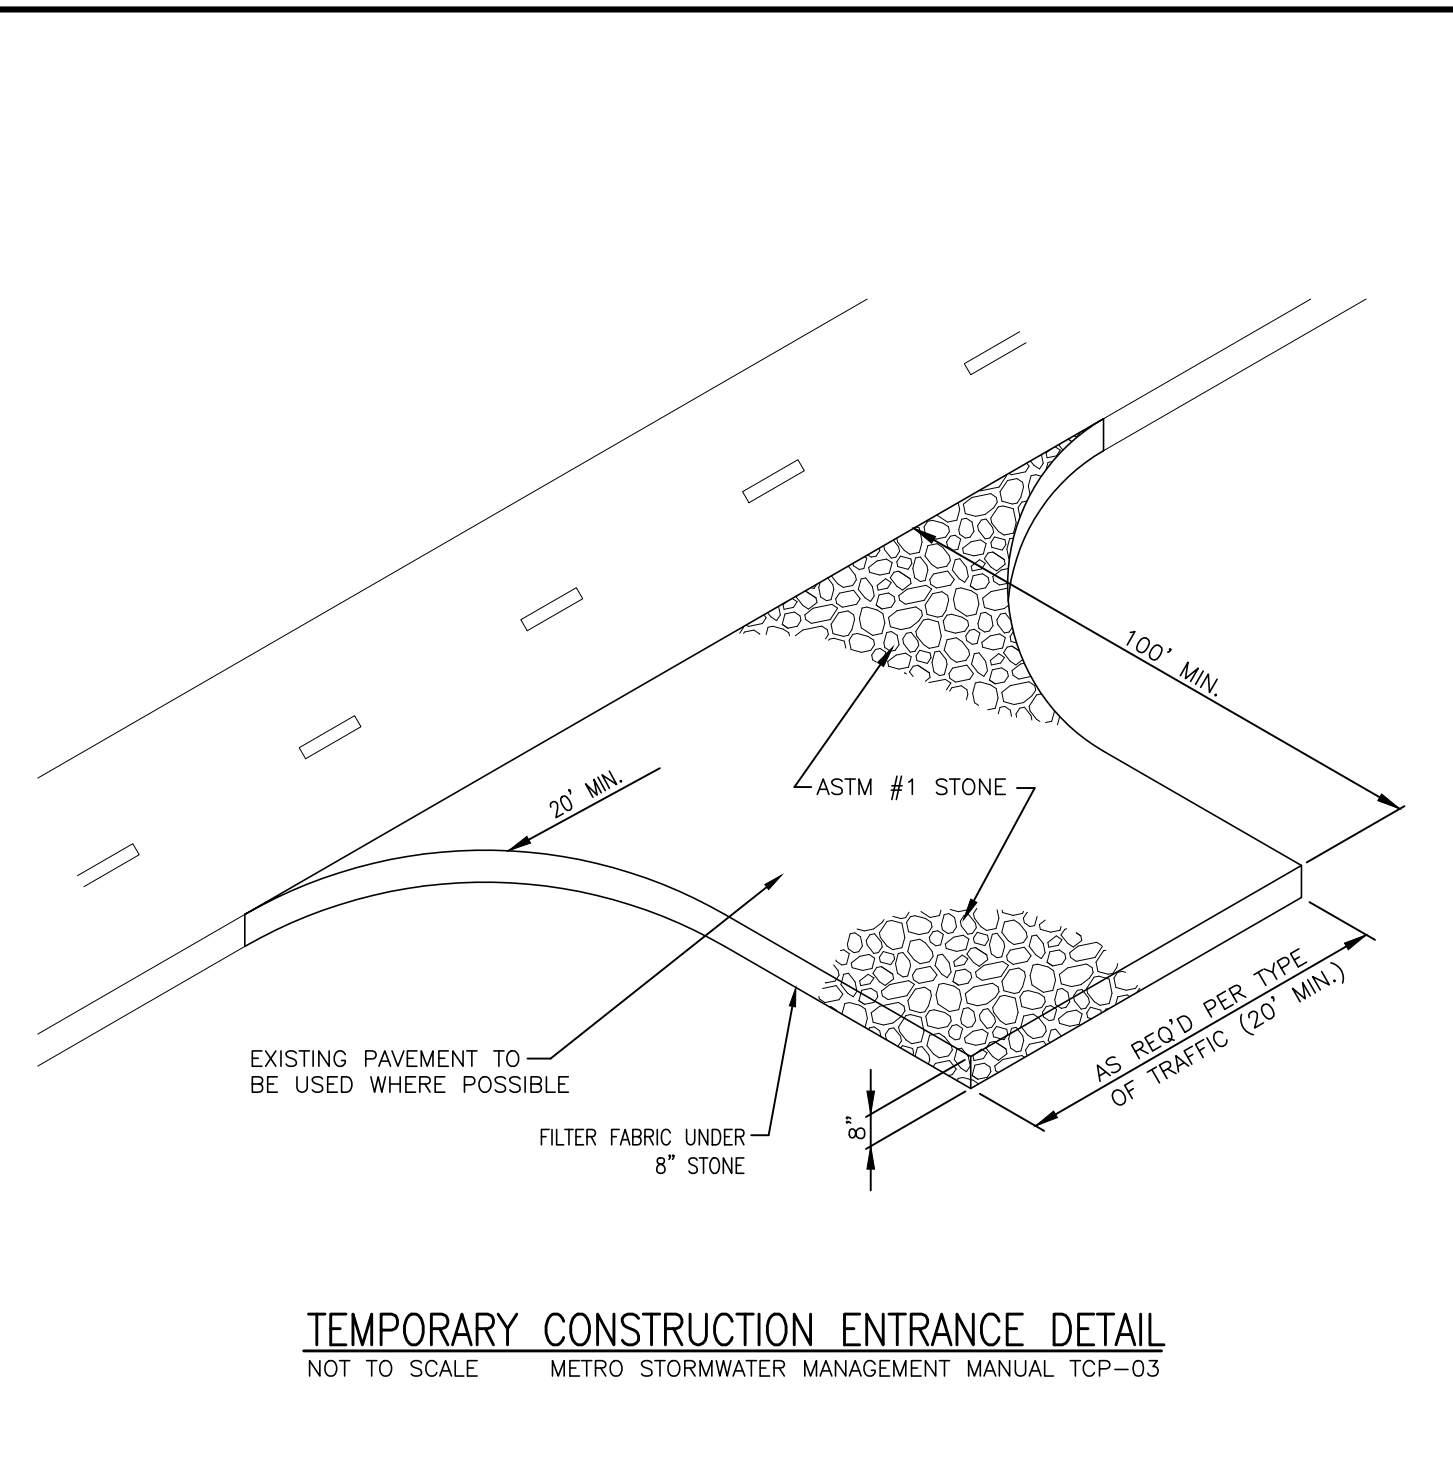 100' MIN.
20' MIN.
ASTM #1 STONE
AS REQ'D PER TYPE
OF TRAFFIC (20' MIN.)
EXISTING PAVEMENT TO
BE USED WHERE POSSIBLE
8"
FILTER FABRIC UNDER
8" STONE
TEMPORARY CONSTRUCTION ENTRANCE DETAIL
NOT TO SCALE METRO STORMWATER MANAGEMENT MANUAL TCP-03